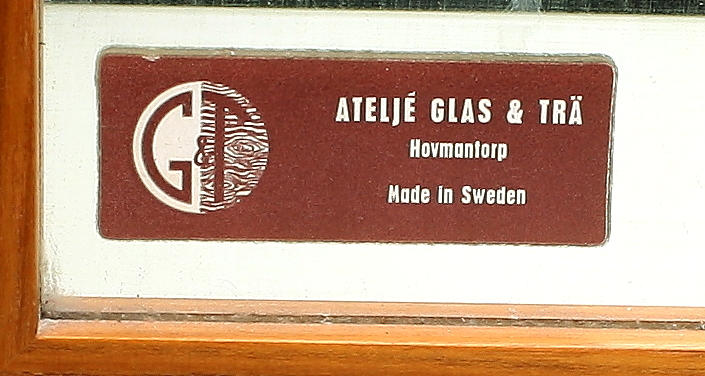 G&T
ATELJÉ GLAS & TRÄ
Hovmantorp
Made in Sweden